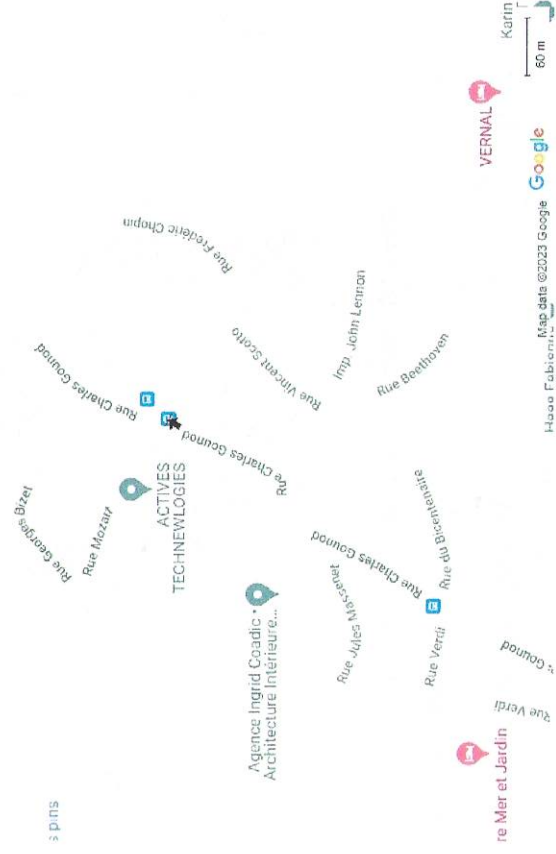 s pins
Rue Georges Bizet
Rue Mozart
Rue Charles Gounod
Rue Frédéric Chopin
ACTIVES
TECHNEWLOGIES
Rue Charles Gounod
Ru
Rue Vincent Scotto
Agence Ingrid Coadic •
Architecture Intérieure...
Rue Charles Gounod
Rue Jules Massenet
Imp. John Lennon
Rue Beethoven
Rue du Bicentenaire
Rue Verdi
VERNAL
re Mer et Jardin
Rue Verdi
Gounod
Karin
60 m
Google
Map data ©2023 Google